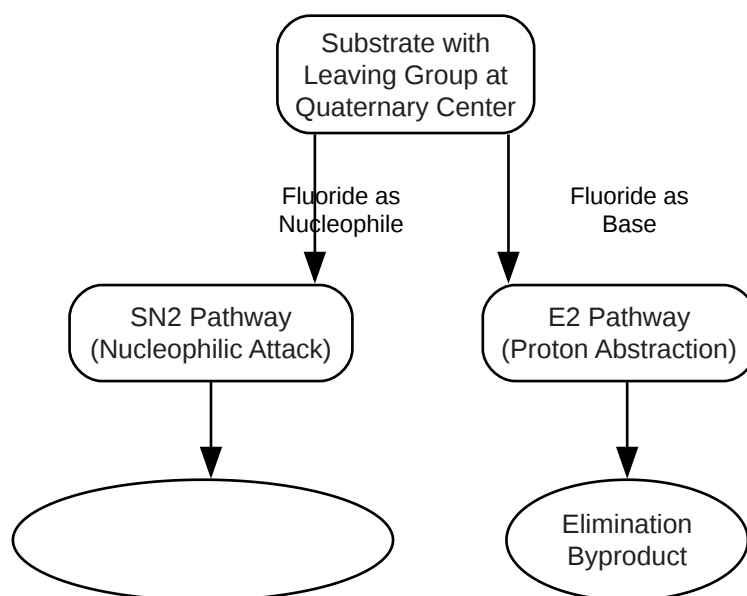 Substrate with
Leaving Group at
Quaternary Center
Fluoride as
Nucleophile
Fluoride as
Base
SN2 Pathway
(Nucleophilic Attack)
E2 Pathway
(Proton Abstraction)
Elimination
Byproduct